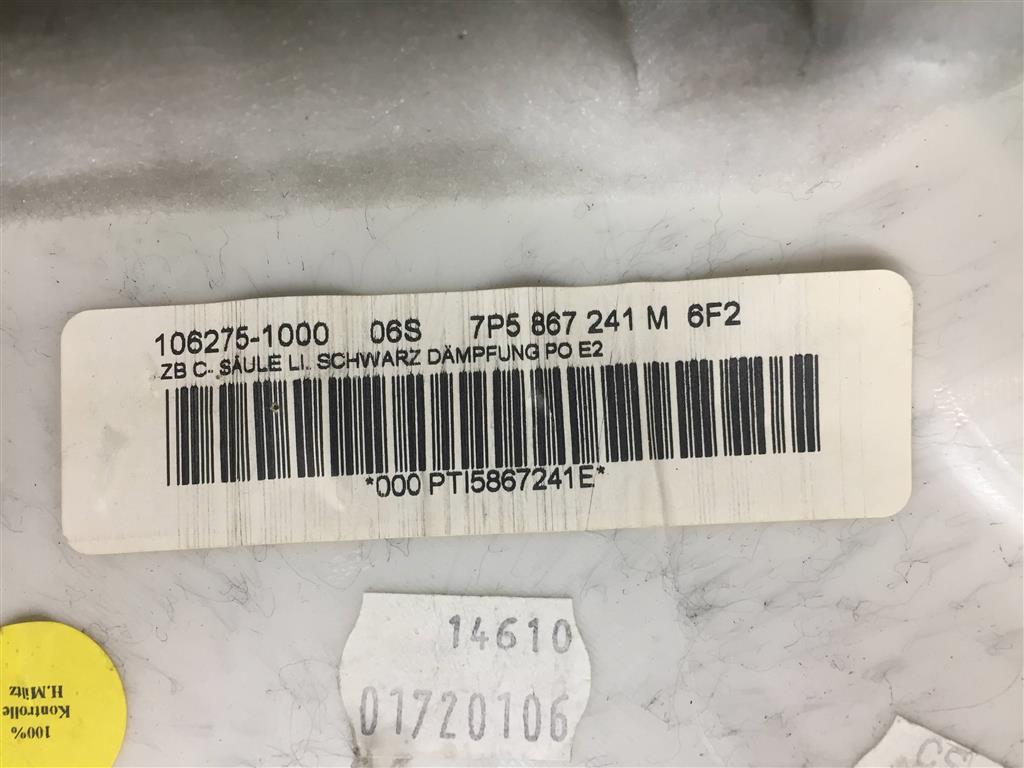 106275-1000 06S 7P5 867 241 M 6F2
ZB C. SÄULE LI. SCHWARZ DÄMPFUNG PO E2
*000 PTI5867241E*
14610
01720106
100%
Kontrolle
H.Mütz